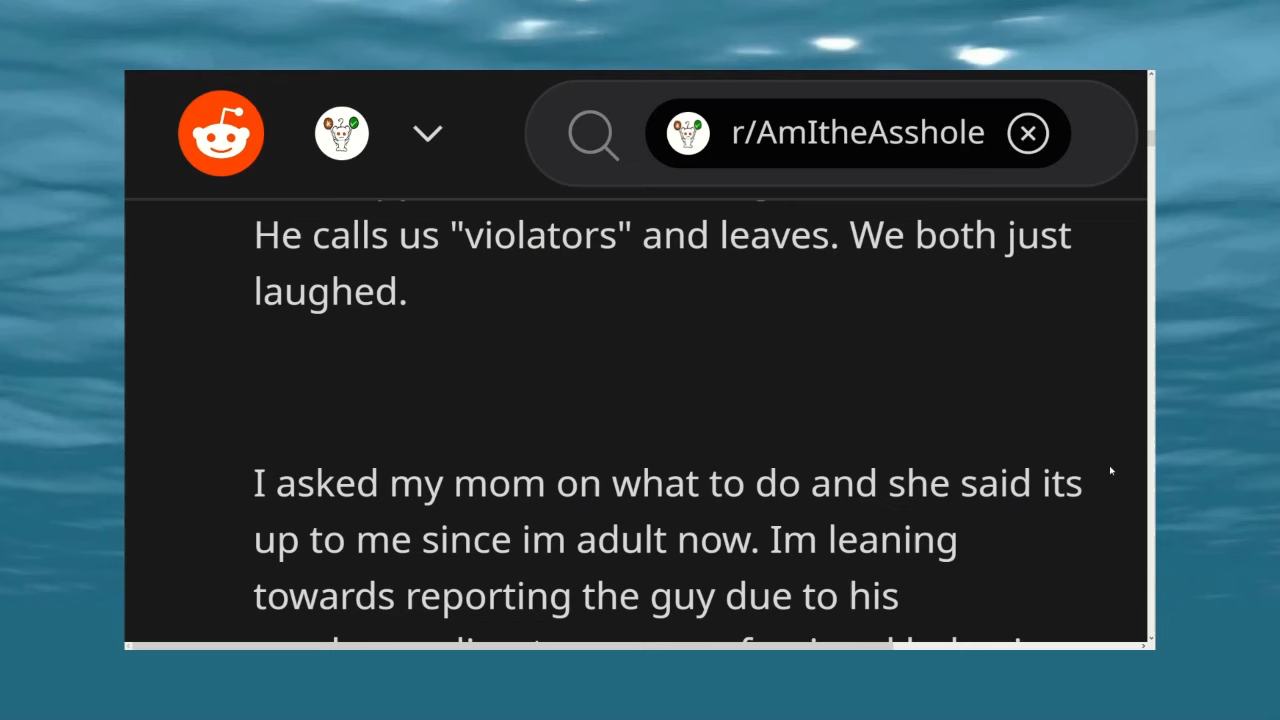 r/AmItheAsshole
He calls us "violators" and leaves. We both just
laughed.
I asked my mom on what to do and she said its
up to me since im adult now. Im leaning
towards reporting the guy due to his